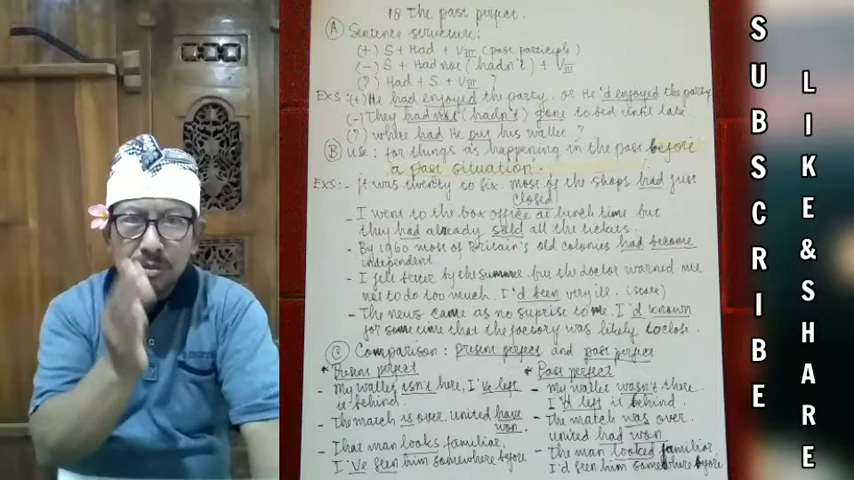 18 The past perfect.
(A) Sentence structure:
(+) S + Had + VIII (past participle)
(-) S + Had not (hadn't) + VIII
(?) Had + S + VIII ?
Exs: (+) He had enjoyed the party. or He'd enjoyed the party
(-) They had not (hadn't) gone to bed until late.
(?) where had He put his wallet ?
(B) Use: for things as happening in the past before
a past situation.
Exs: - It was twenty to six. most of the shops had just
closed
- I went to the box office at lunch time but
they had already sold all the tickets.
- By 1960 most of Britain's old colonies had become
independent
- I felt better by the summer. but the doctor warned me
not to do too much. I'd been very ill. (state)
- The news came as no suprise to me. I'd known
for some time that the factory was likely to close.
(C) Comparison: present perfect and past perfect
* Present perfect
- My wallet isn't here, I've left
it behind.
- The match is over. united have
won.
- That man looks familiar,
I've seen him somewhere before
* Past perfect
- my wallet wasn't there.
I'd left it behind.
- The match was over.
united had won
- The man looked familiar.
I'd seen him somewhere before
SUBSCRIBE
LIKE & SHARE